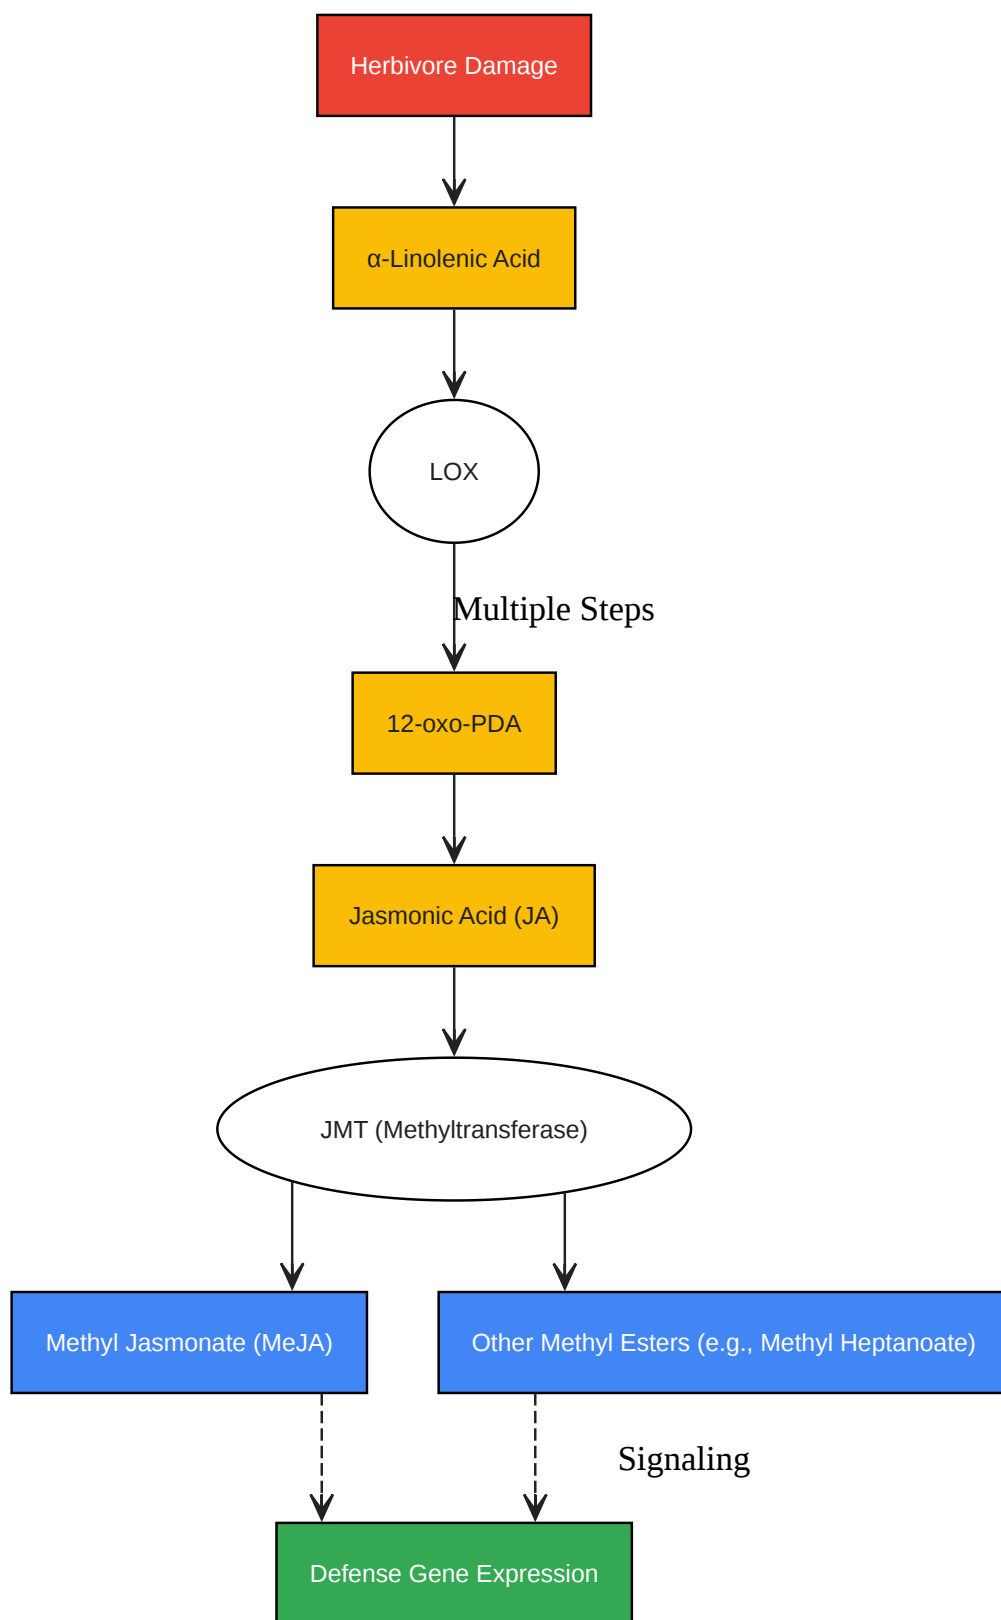 Herbivore Damage
α-Linolenic Acid
LOX
Multiple Steps
12-oxo-PDA
Jasmonic Acid (JA)
JMT (Methyltransferase)
Methyl Jasmonate (MeJA)
Other Methyl Esters (e.g., Methyl Heptanoate)
Signaling
Defense Gene Expression